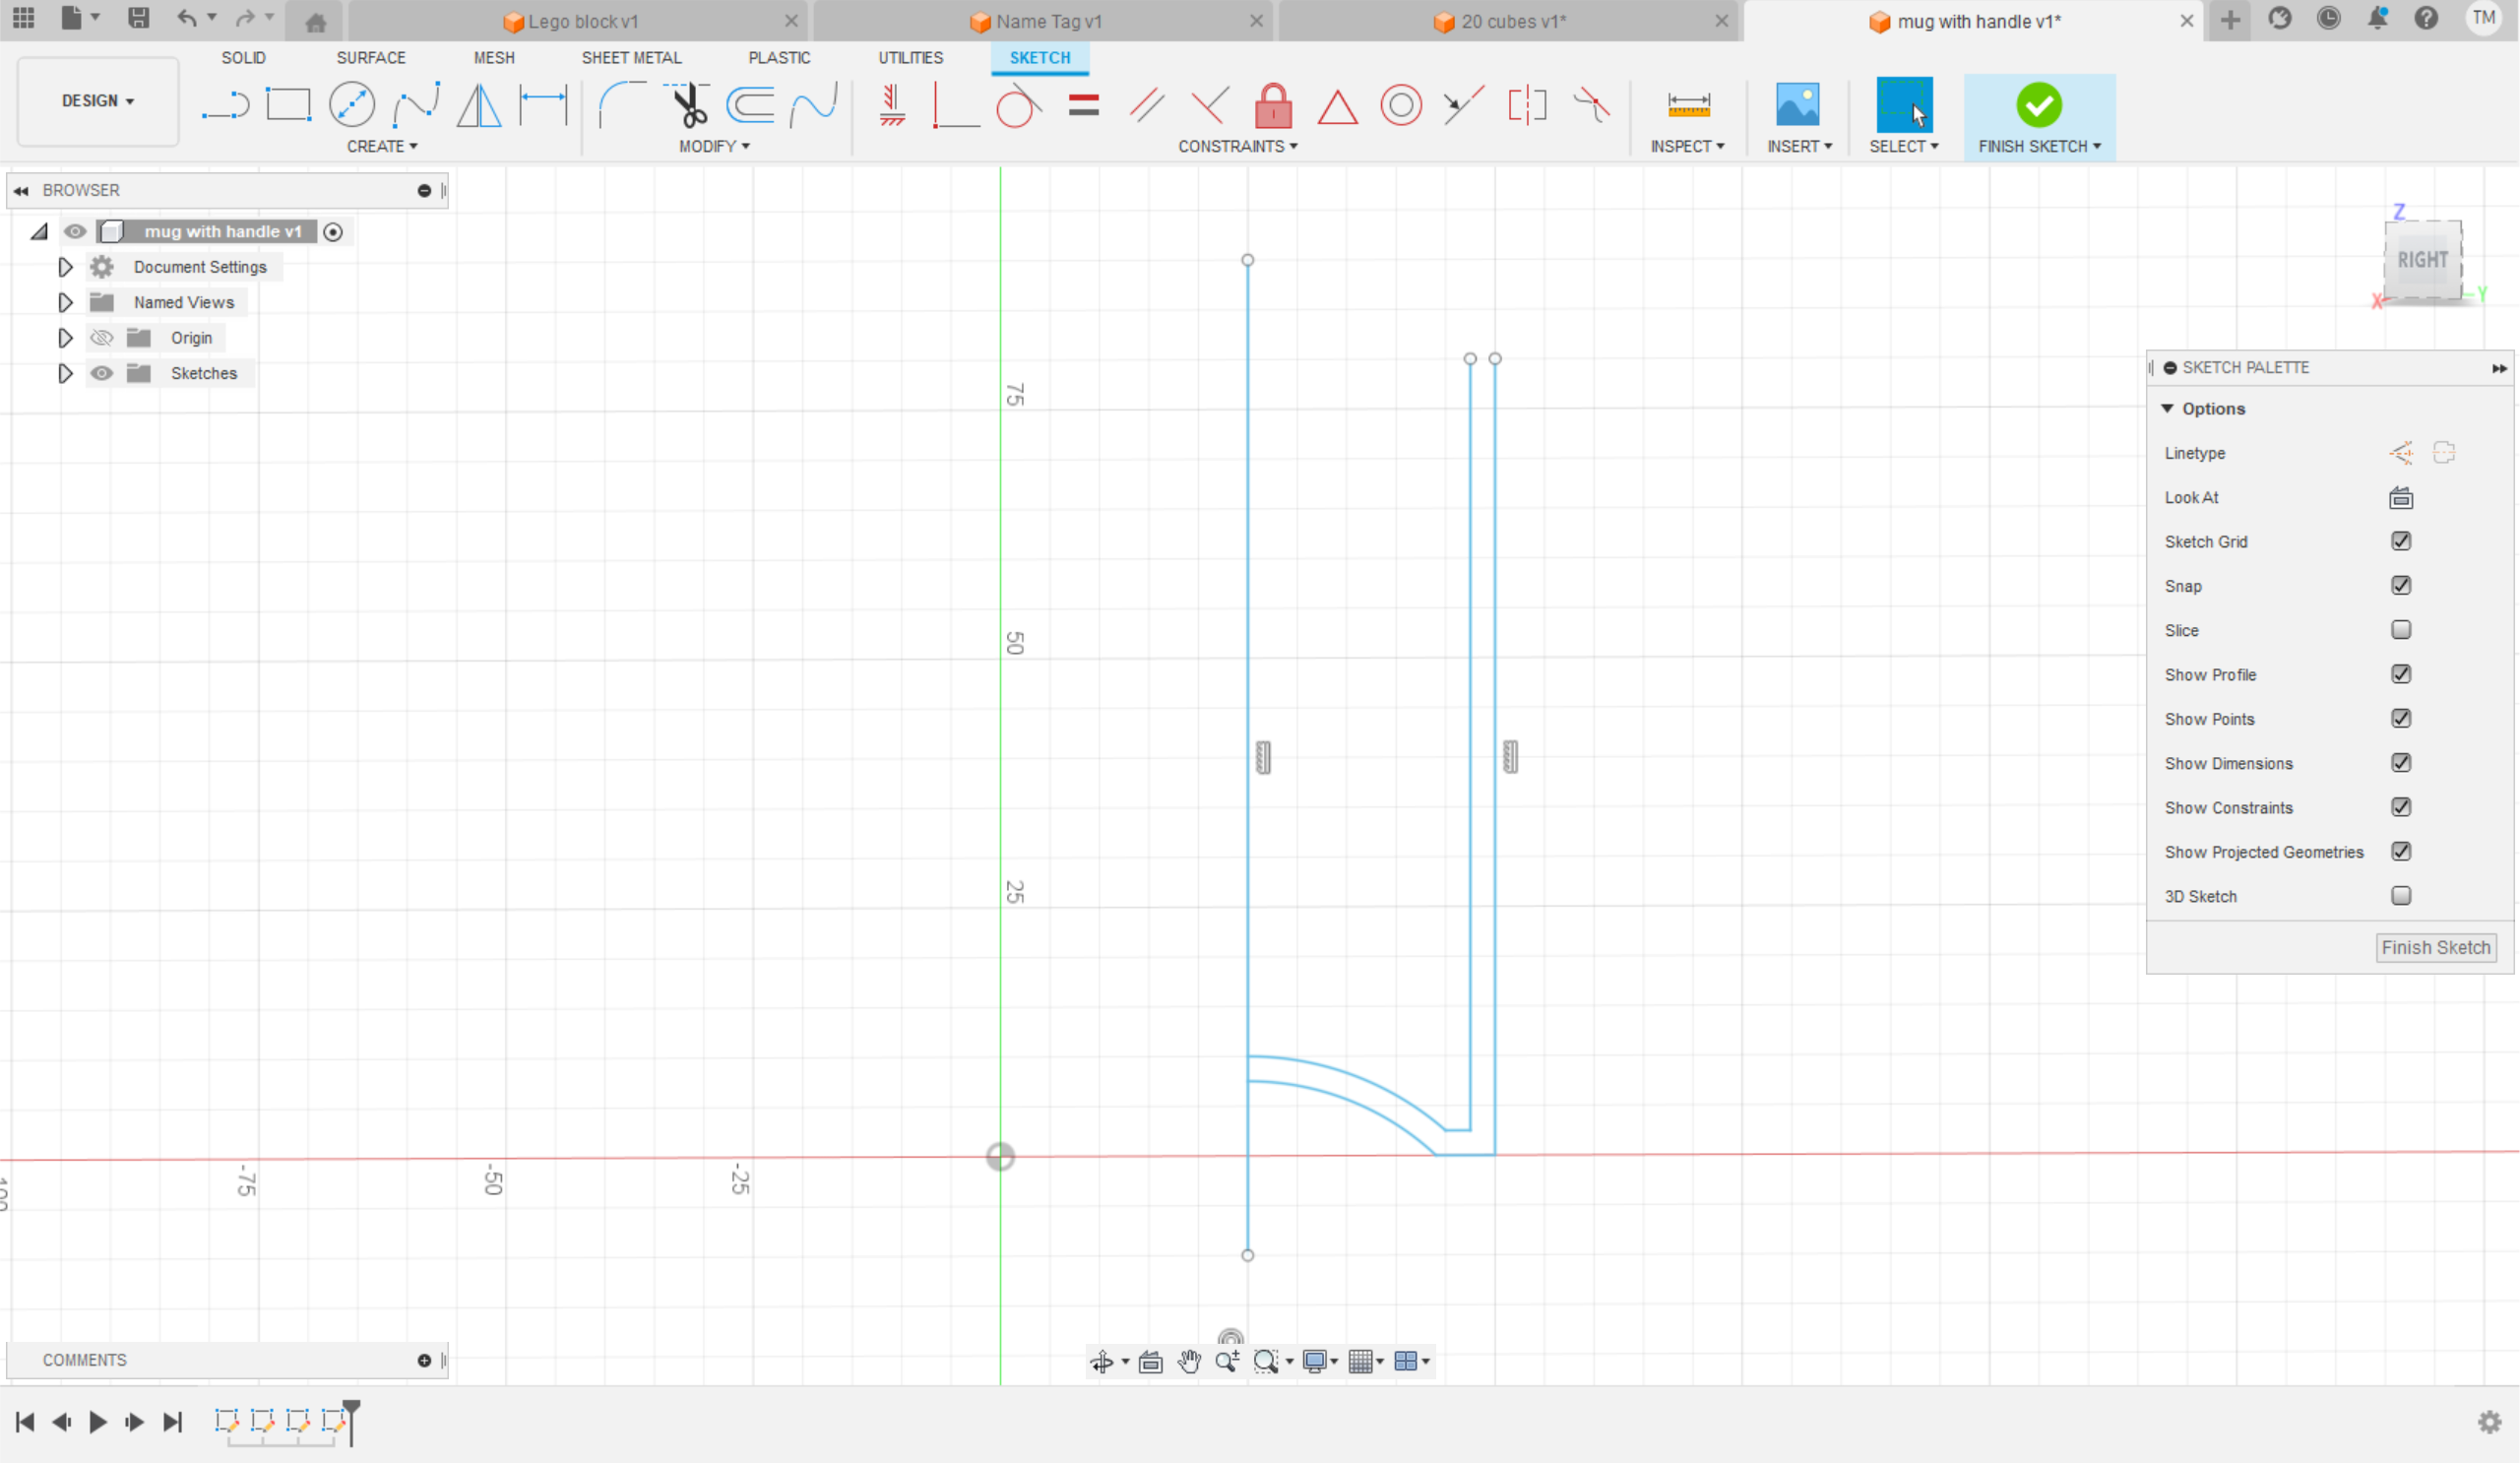 Lego block v1
Name Tag v1
20 cubes v1*
mug with handle v1*
TM
SOLID
SURFACE
MESH
SHEET METAL
PLASTIC
UTILITIES
SKETCH
DESIGN
CREATE
MODIFY
CONSTRAINTS
INSPECT
INSERT
SELECT
FINISH SKETCH
BROWSER
mug with handle v1
Document Settings
Named Views
Origin
Sketches
Z
RIGHT
X
Y
75
50
25
-75
-50
-25
SKETCH PALETTE
Options
Linetype
Look At
Sketch Grid
Snap
Slice
Show Profile
Show Points
Show Dimensions
Show Constraints
Show Projected Geometries
3D Sketch
Finish Sketch
COMMENTS